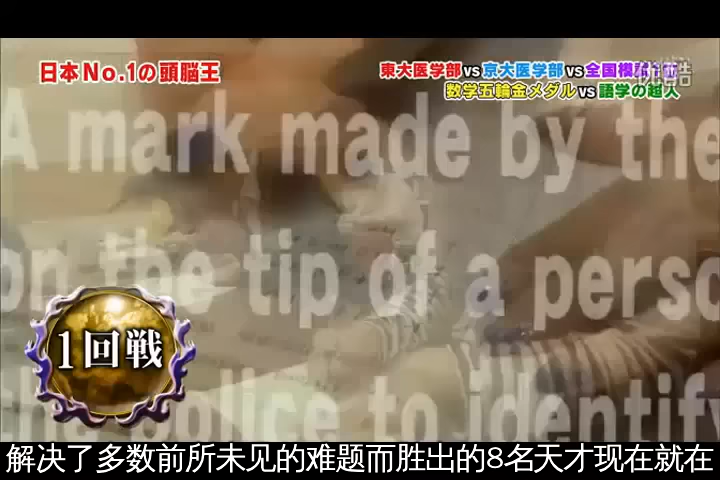 日本No.1の頭脳王
東大医学部vs京大医学部vs全国模試1位
数学五輪金メダルvs語学の超人
A mark made by the
on the tip of a perso
the police to identify
1回戦
解决了多数前所未见的难题而胜出的8名天才现在就在